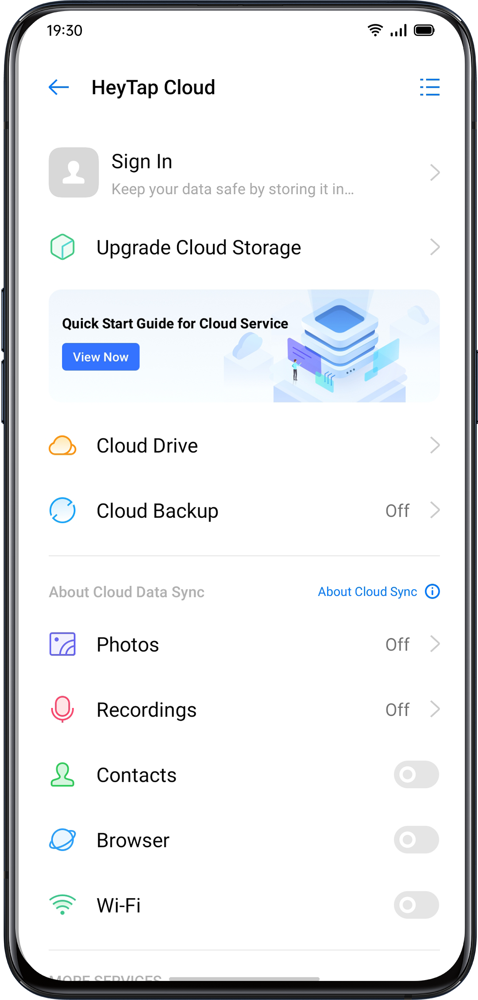 19:30
HeyTap Cloud
Sign In
Keep your data safe by storing it in...
Upgrade Cloud Storage
Quick Start Guide for Cloud Service
View Now
Cloud Drive
Cloud Backup Off
About Cloud Data Sync About Cloud Sync
Photos Off
Recordings Off
Contacts
Browser
Wi-Fi
MORE SERVICES